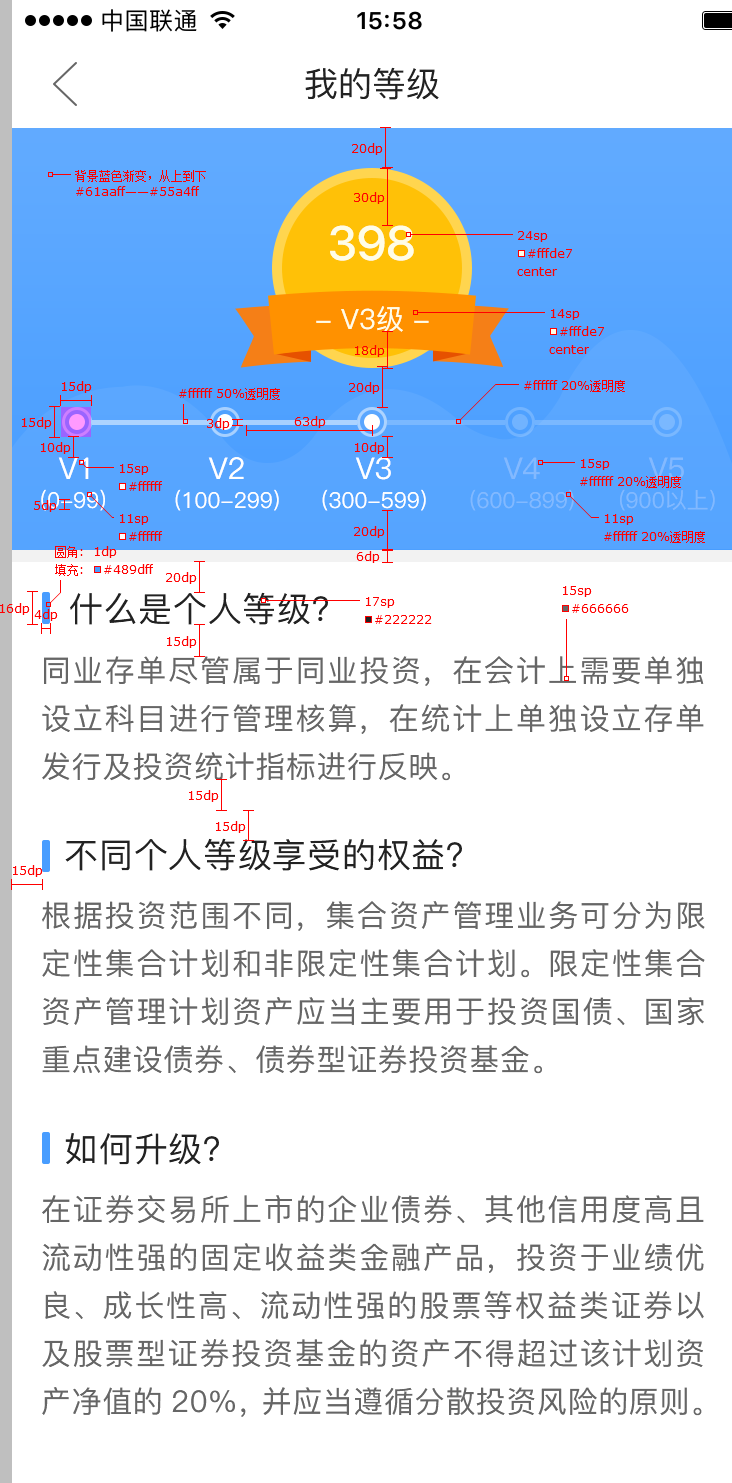 中国联通
15:58
我的等级
20dp
背景蓝色渐变，从上到下
#61aaff——#55a4ff
30dp
398
24sp
#fffde7
center
– V3级 –
14sp
#fffde7
center
18dp
15dp
20dp
#ffffff 50%透明度
#ffffff 20%透明度
15dp
3dp
63dp
10dp
10dp
V1
V2
V3
V4
V5
15sp
#ffffff
15sp
#ffffff 20%透明度
(0–99)
(100–299)
(300–599)
(600–899)
(900以上)
5dp
11sp
#ffffff
11sp
#ffffff 20%透明度
20dp
圆角： 1dp
6dp
填充： #489dff
20dp
16dp
4dp
什么是个人等级？
17sp
#222222
15sp
#666666
15dp
同业存单尽管属于同业投资，在会计上需要单独
设立科目进行管理核算，在统计上单独设立存单
发行及投资统计指标进行反映。
15dp
15dp
不同个人等级享受的权益？
15dp
根据投资范围不同，集合资产管理业务可分为限
定性集合计划和非限定性集合计划。限定性集合
资产管理计划资产应当主要用于投资国债、国家
重点建设债券、债券型证券投资基金。
如何升级？
在证券交易所上市的企业债券、其他信用度高且
流动性强的固定收益类金融产品，投资于业绩优
良、成长性高、流动性强的股票等权益类证券以
及股票型证券投资基金的资产不得超过该计划资
产净值的 20%，并应当遵循分散投资风险的原则。